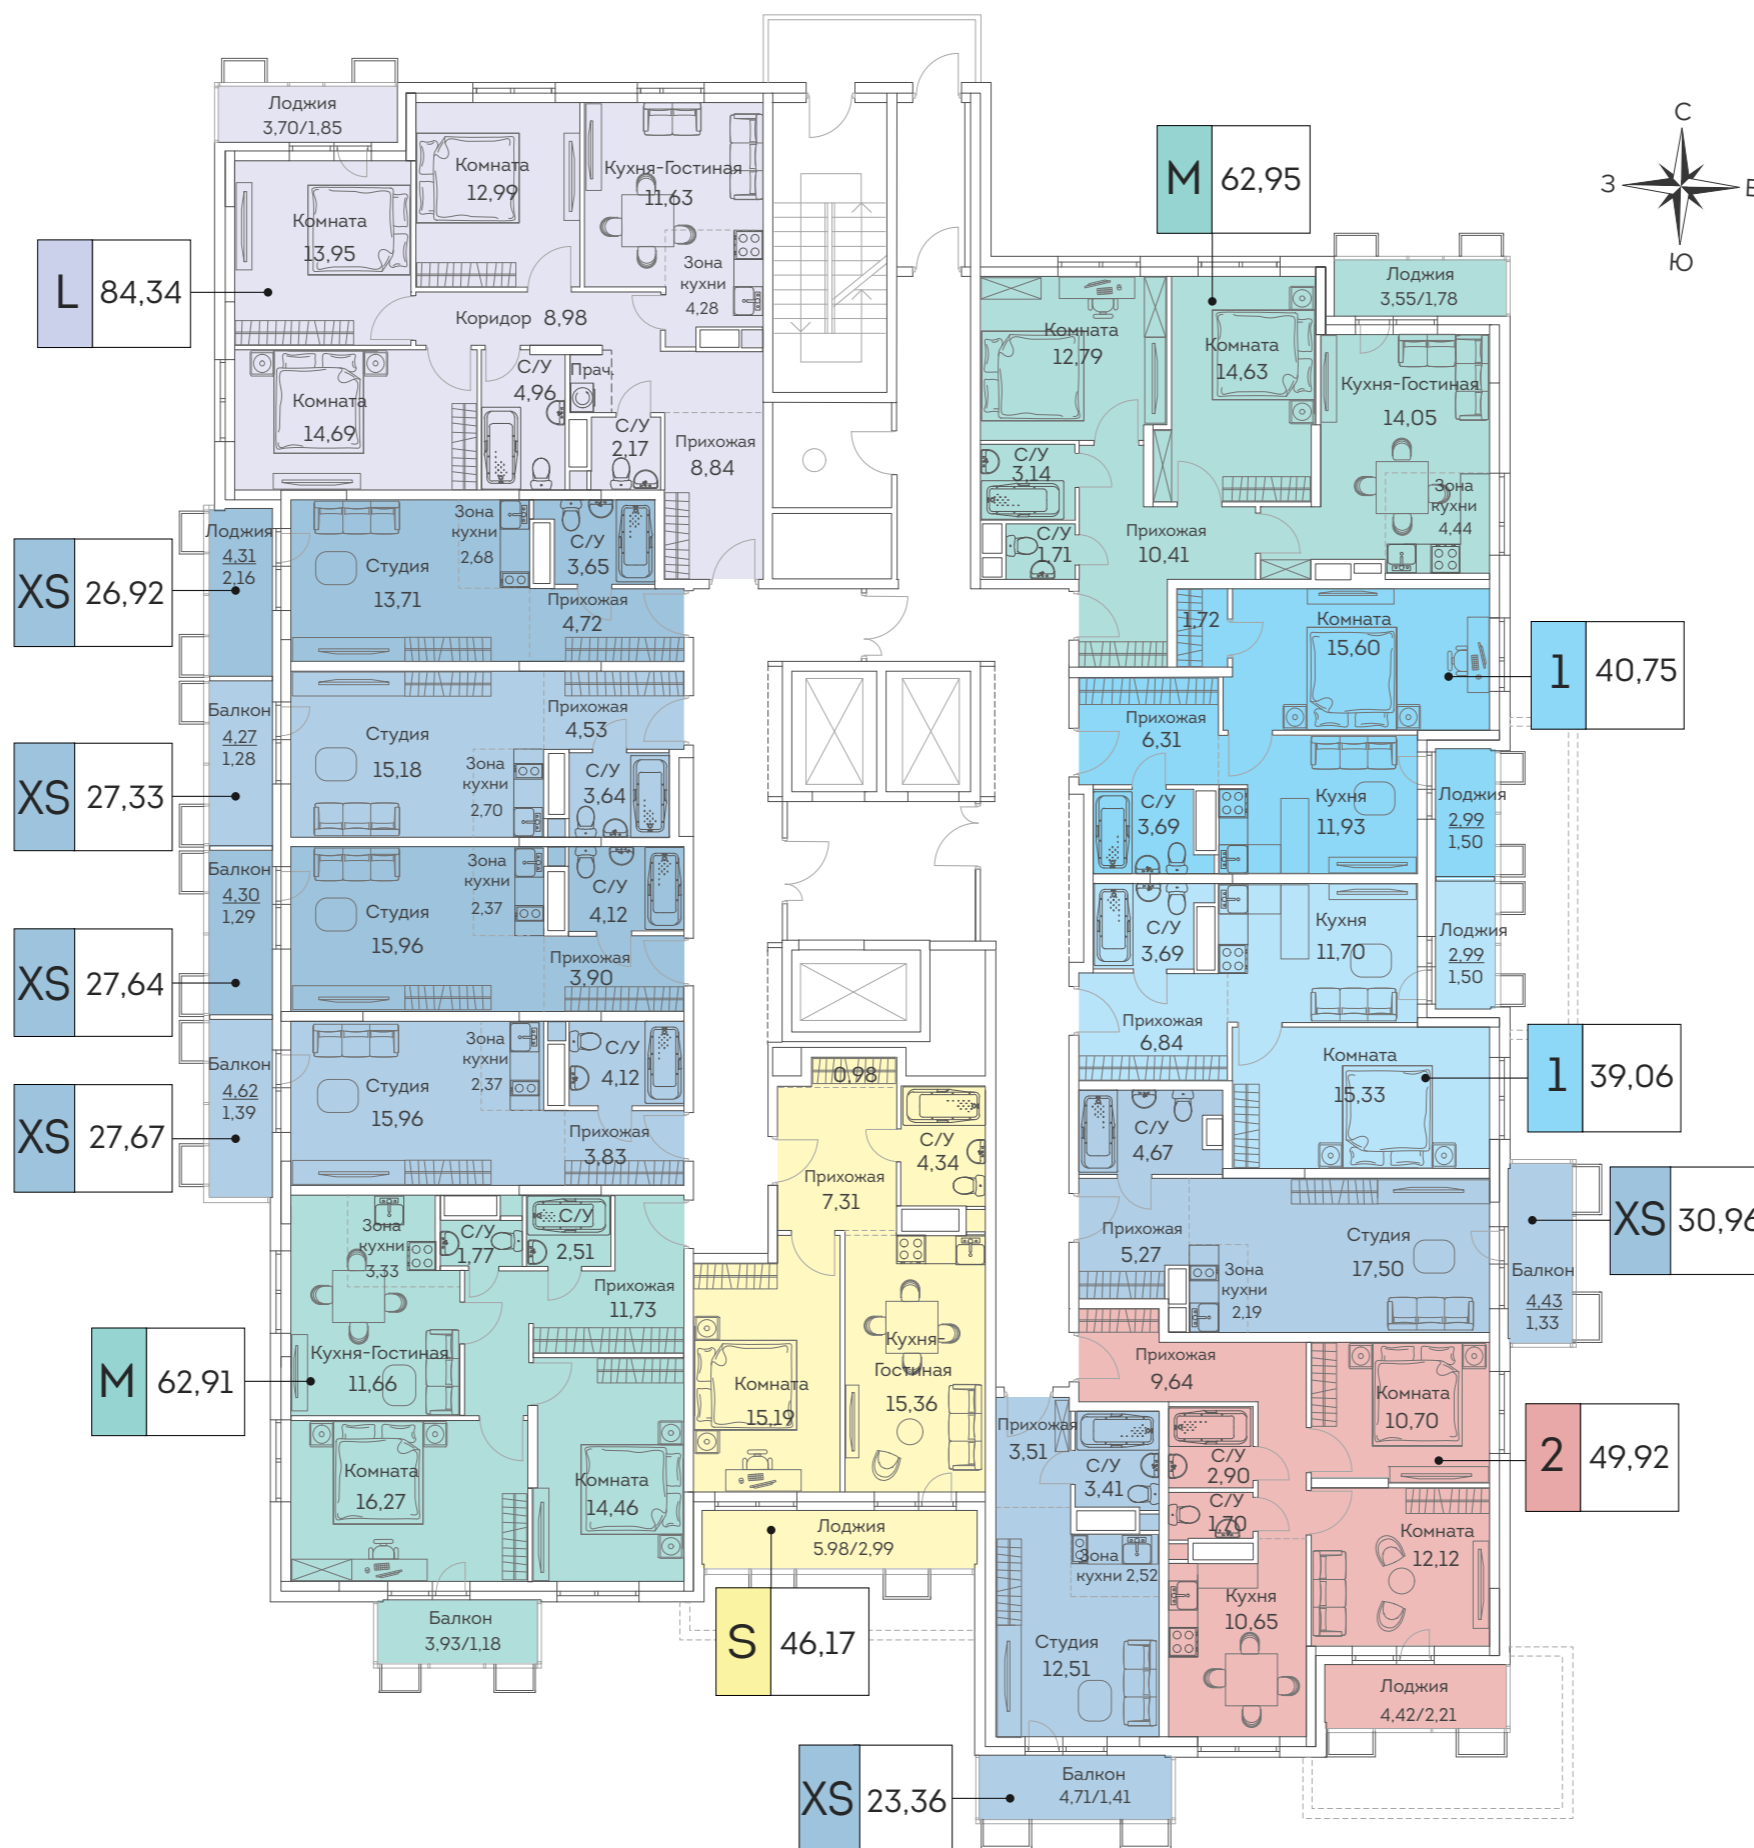 Лоджия
3,70/1,85
Комната
12,99
Кухня-Гостиная
11,63
Комната
13,95
Зона
кухни
4,28
L 84,34
Коридор 8,98
С/У
4,96
Прач.
Комната
14,69
С/У
2,17
Прихожая
8,84
С
З
В
Ю
M 62,95
Лоджия
3,55/1,78
Комната
12,79
Комната
14,63
Кухня-Гостиная
14,05
Зона
кухни
4,44
С/У
3,14
С/У
1,71
Прихожая
10,41
XS 26,92
Лоджия
4,31
2,16
Студия
13,71
Зона
кухни
2,68
С/У
3,65
Прихожая
4,72
1,72
Комната
15,60
1 40,75
Прихожая
6,31
С/У
3,69
Кухня
11,93
Лоджия
2,99
1,50
XS 27,33
Балкон
4,27
1,28
Студия
15,18
Прихожая
4,53
Зона
кухни
2,70
С/У
3,64
XS 27,64
Балкон
4,30
1,29
Студия
15,96
Зона
кухни
2,37
С/У
4,12
Прихожая
3,90
С/У
3,69
Кухня
11,70
Лоджия
2,99
1,50
Прихожая
6,84
Комната
15,33
1 39,06
XS 27,67
Балкон
4,62
1,39
Студия
15,96
Зона
кухни
2,37
С/У
4,12
Прихожая
3,83
0,98
С/У
4,34
Прихожая
7,31
С/У
4,67
Прихожая
5,27
Зона
кухни
2,19
Студия
17,50
Балкон
4,43
1,33
XS 30,96
Зона
кухни
3,33
С/У
1,77
С/У
2,51
Прихожая
11,73
M 62,91
Кухня-Гостиная
11,66
Комната
16,27
Комната
14,46
Балкон
3,93/1,18
Комната
15,19
Кухня-
Гостиная
15,36
Лоджия
5.98/2,99
S 46,17
Прихожая
9,64
Комната
10,70
2 49,92
С/У
2,90
С/У
1,70
Комната
12,12
Кухня
10,65
Лоджия
4,42/2,21
Прихожая
3,51
С/У
3,41
Зона
кухни 2,52
Студия
12,51
Балкон
4,71/1,41
XS 23,36